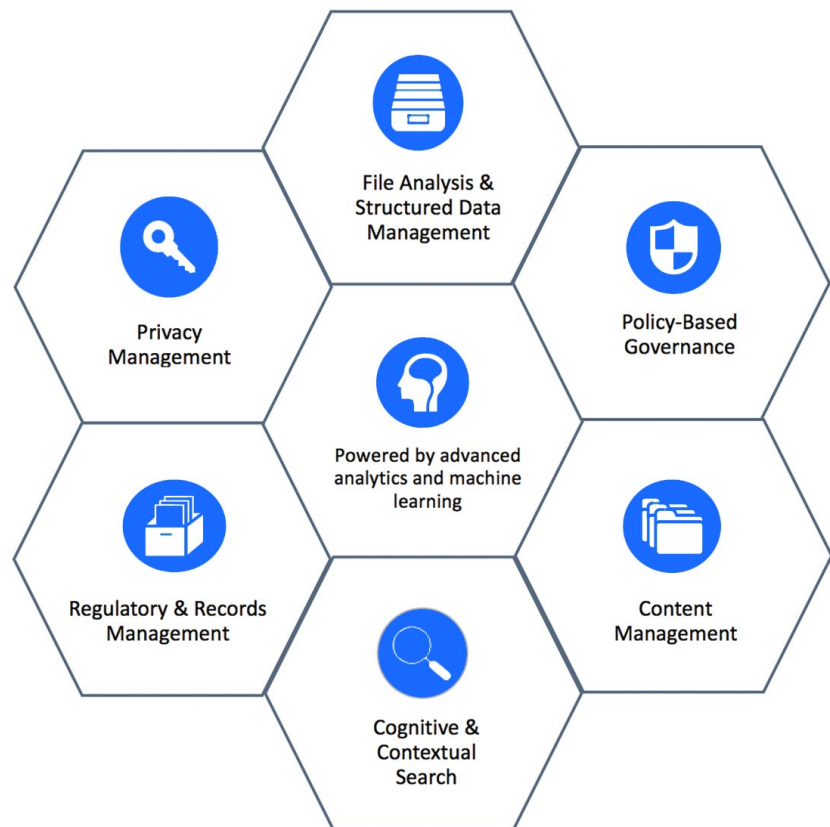 File Analysis &
Structured Data
Management
Privacy
Management
Policy-Based
Governance
Powered by advanced
analytics and machine
learning
Regulatory & Records
Management
Content
Management
Cognitive &
Contextual
Search